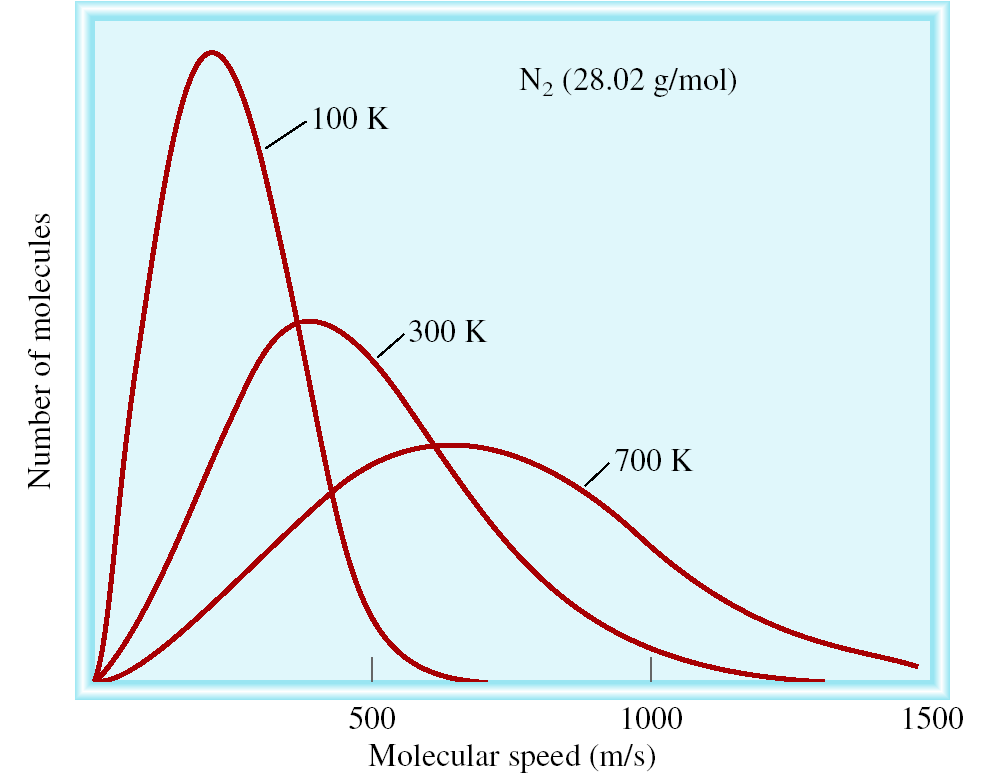 N₂ (28.02 g/mol)
100 K
300 K
700 K
Number of molecules
500
1000
1500
Molecular speed (m/s)